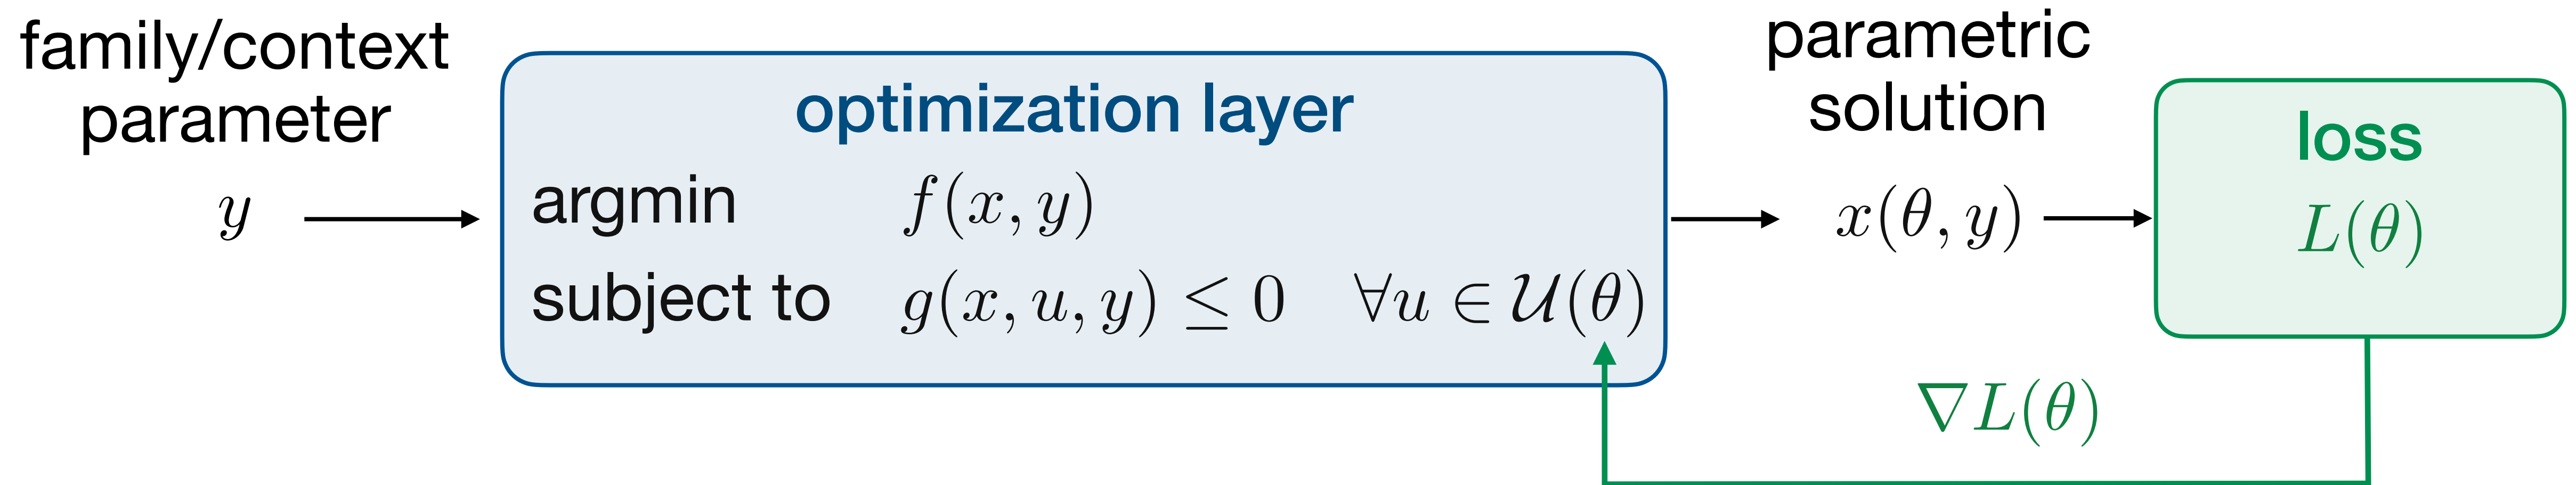 family/context
parameter
y
optimization layer
argmin f(x, y)
subject to g(x, u, y) ≤ 0 ∀u ∈ 𝒰(θ)
parametric
solution
x(θ, y)
loss
L(θ)
∇L(θ)